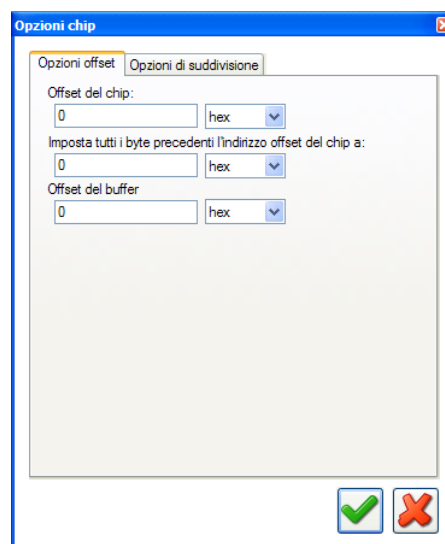 Opzioni chip
Opzioni offset Opzioni di suddivisione
Offset del chip:
0 hex
Imposta tutti i byte precedenti l'indirizzo offset del chip a:
0 hex
Offset del buffer
0 hex